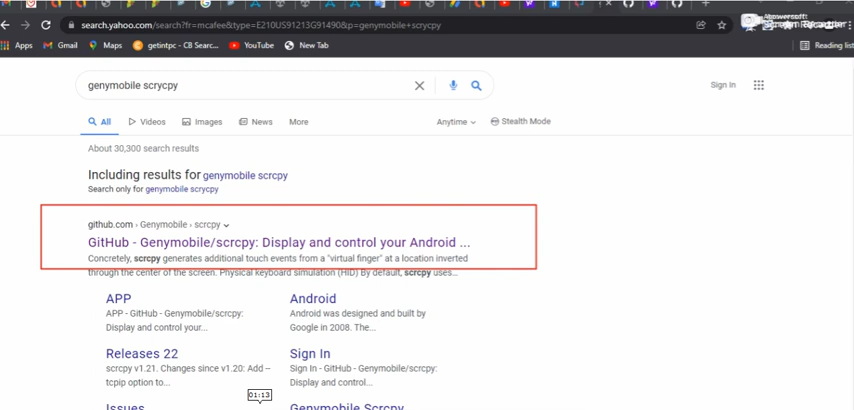 search.yahoo.com/search?fr=mcafee&type=E210US91213G91490&p=genymobile+scrycpy
Apps Gmail Maps getintpc - CB Searc... YouTube New Tab Reading list
genymobile scrycpy
Sign In
All Videos Images News More Anytime Stealth Mode
About 30,300 search results
Including results for genymobile scrcpy
Search only for genymobile scrycpy
github.com › Genymobile › scrcpy
GitHub - Genymobile/scrcpy: Display and control your Android ...
Concretely, scrcpy generates additional touch events from a "virtual finger" at a location inverted
through the center of the screen. Physical keyboard simulation (HID) By default, scrcpy uses...
APP
APP - GitHub - Genymobile/scrcpy:
Display and control your...
Android
Android was designed and built by
Google in 2008. The...
Releases 22
scrcpy v1.21. Changes since v1.20: Add --
tcpip option to...
Sign In
Sign In - GitHub - Genymobile/scrcpy:
Display and control...
01:13
Issues
Genymobile Scrcpy